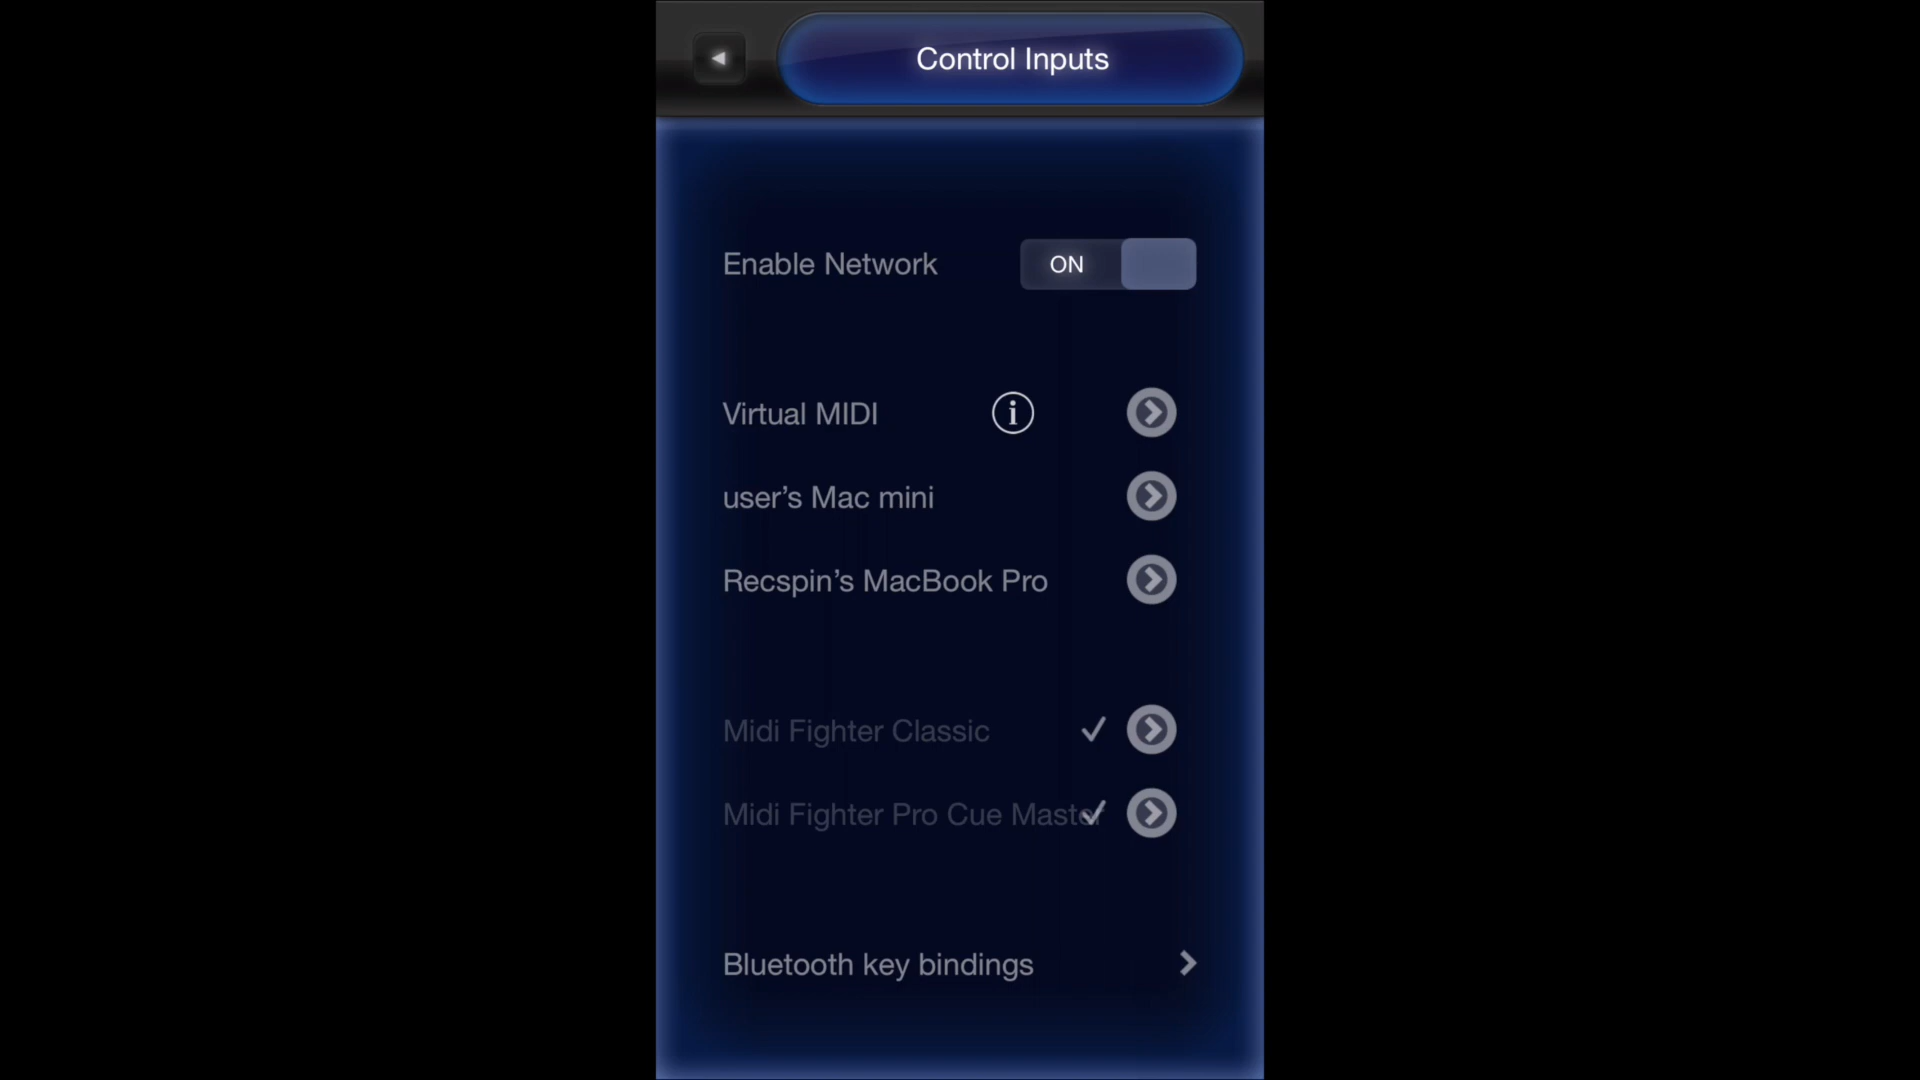 Control Inputs
Enable Network ON
Virtual MIDI i
user’s Mac mini
Recspin’s MacBook Pro
Midi Fighter Classic
Midi Fighter Pro Cue Master
Bluetooth key bindings